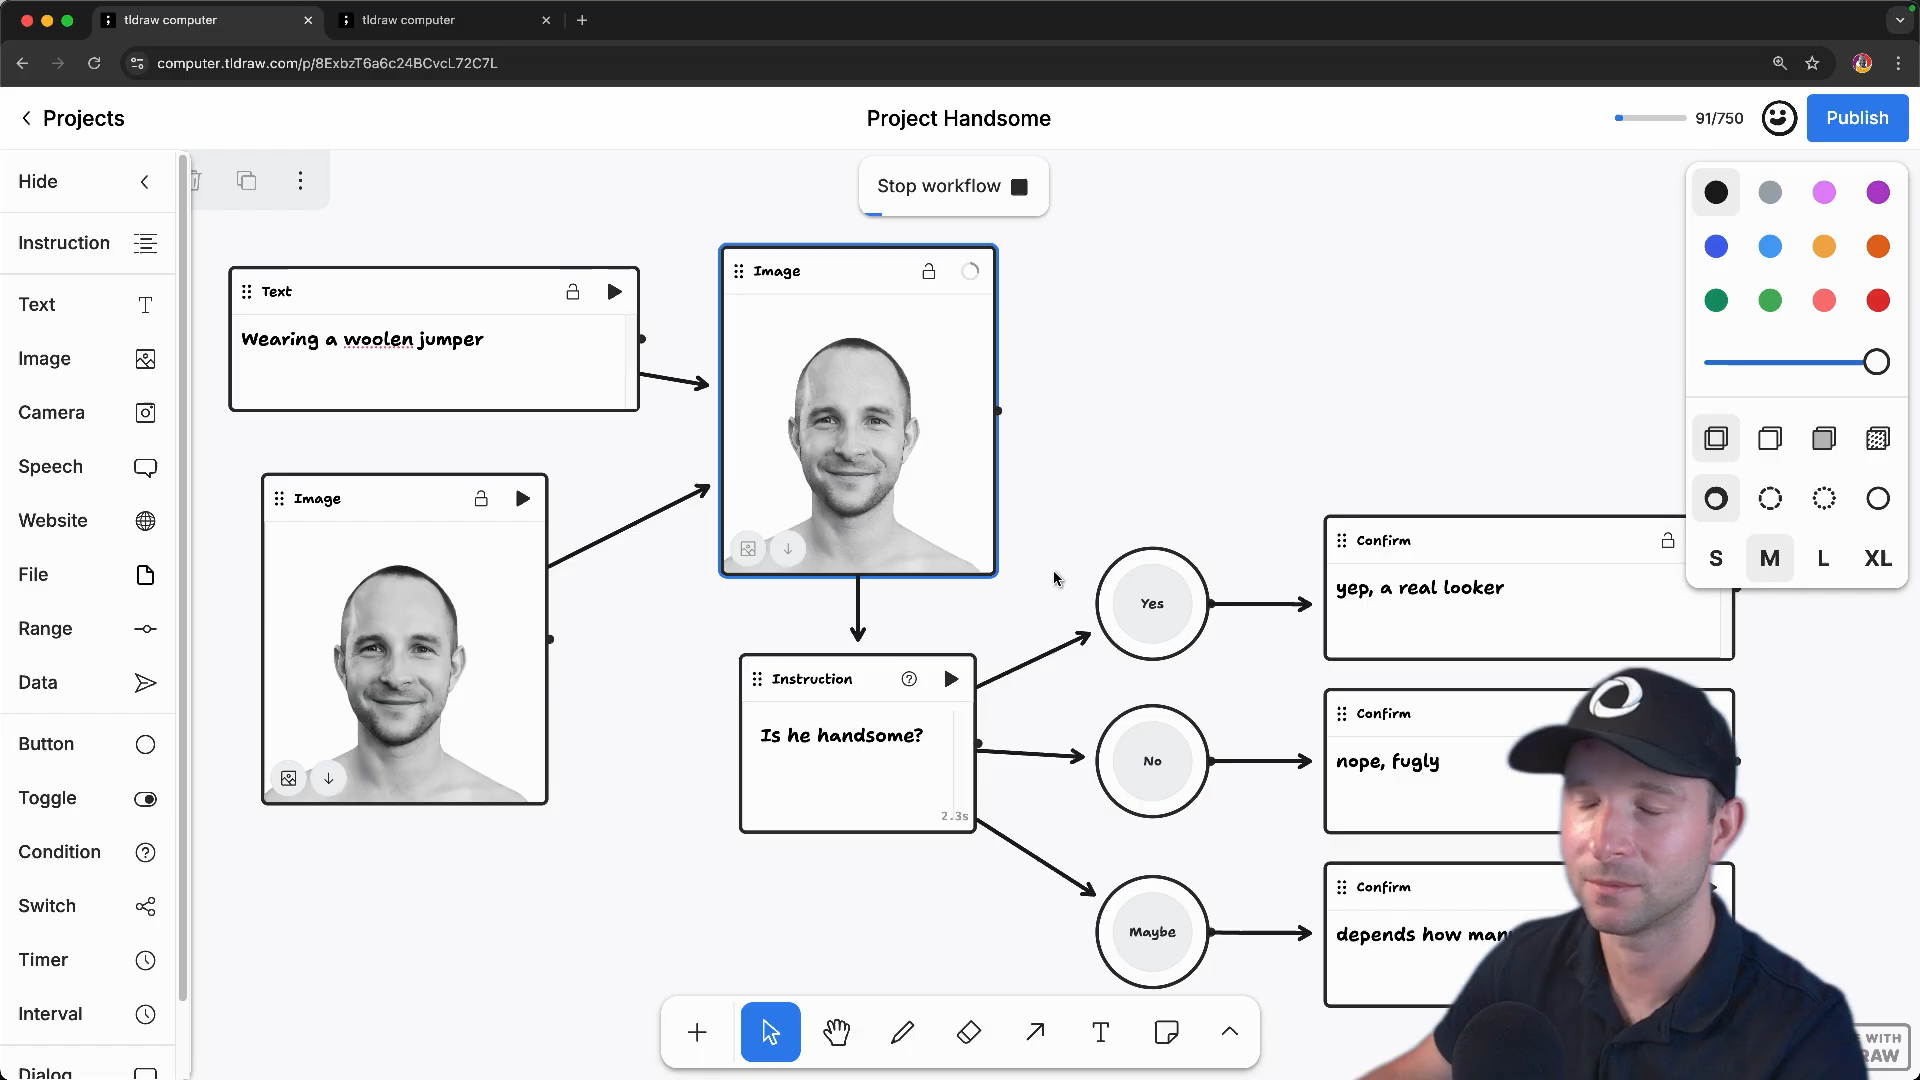 tldraw computer
tldraw computer
computer.tldraw.com/p/8ExbzT6a6c24BCvcL72C7L
Projects
Project Handsome
91/750
Publish
Hide
Stop workflow
Instruction
Text
Image
Camera
Speech
Website
File
Range
Data
Button
Toggle
Condition
Switch
Timer
Interval
Dialog
Text
Wearing a woolen jumper
Image
Image
Instruction
Is he handsome?
2.3s
Yes
No
Maybe
Confirm
yep, a real looker
Confirm
nope, fugly
Confirm
depends how
S M L XL
WITH